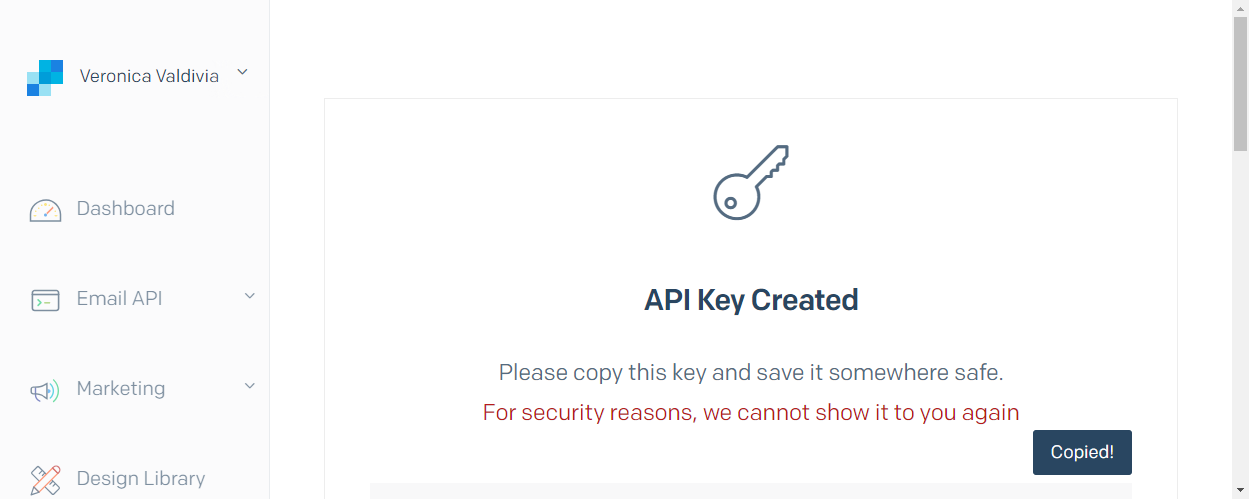 Veronica Valdivia
Dashboard
Email API
Marketing
Design Library
API Key Created
Please copy this key and save it somewhere safe.
For security reasons, we cannot show it to you again
Copied!